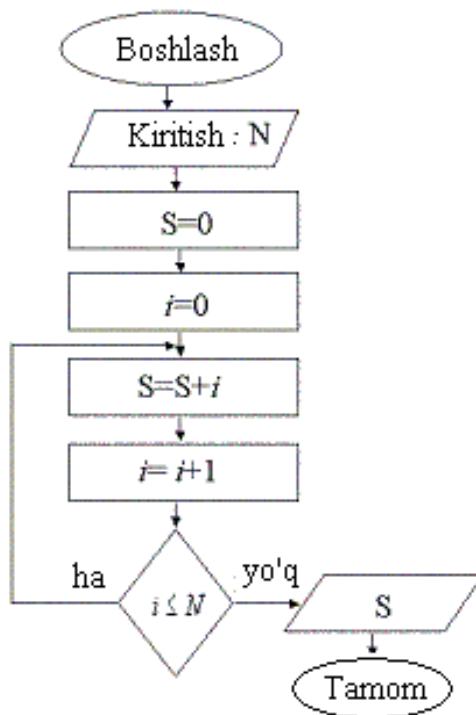 Boshlash
Kiritish : N
S=0
i=0
S=S+i
i= i+1
ha
i ≤ N
yo'q
S
Tamom